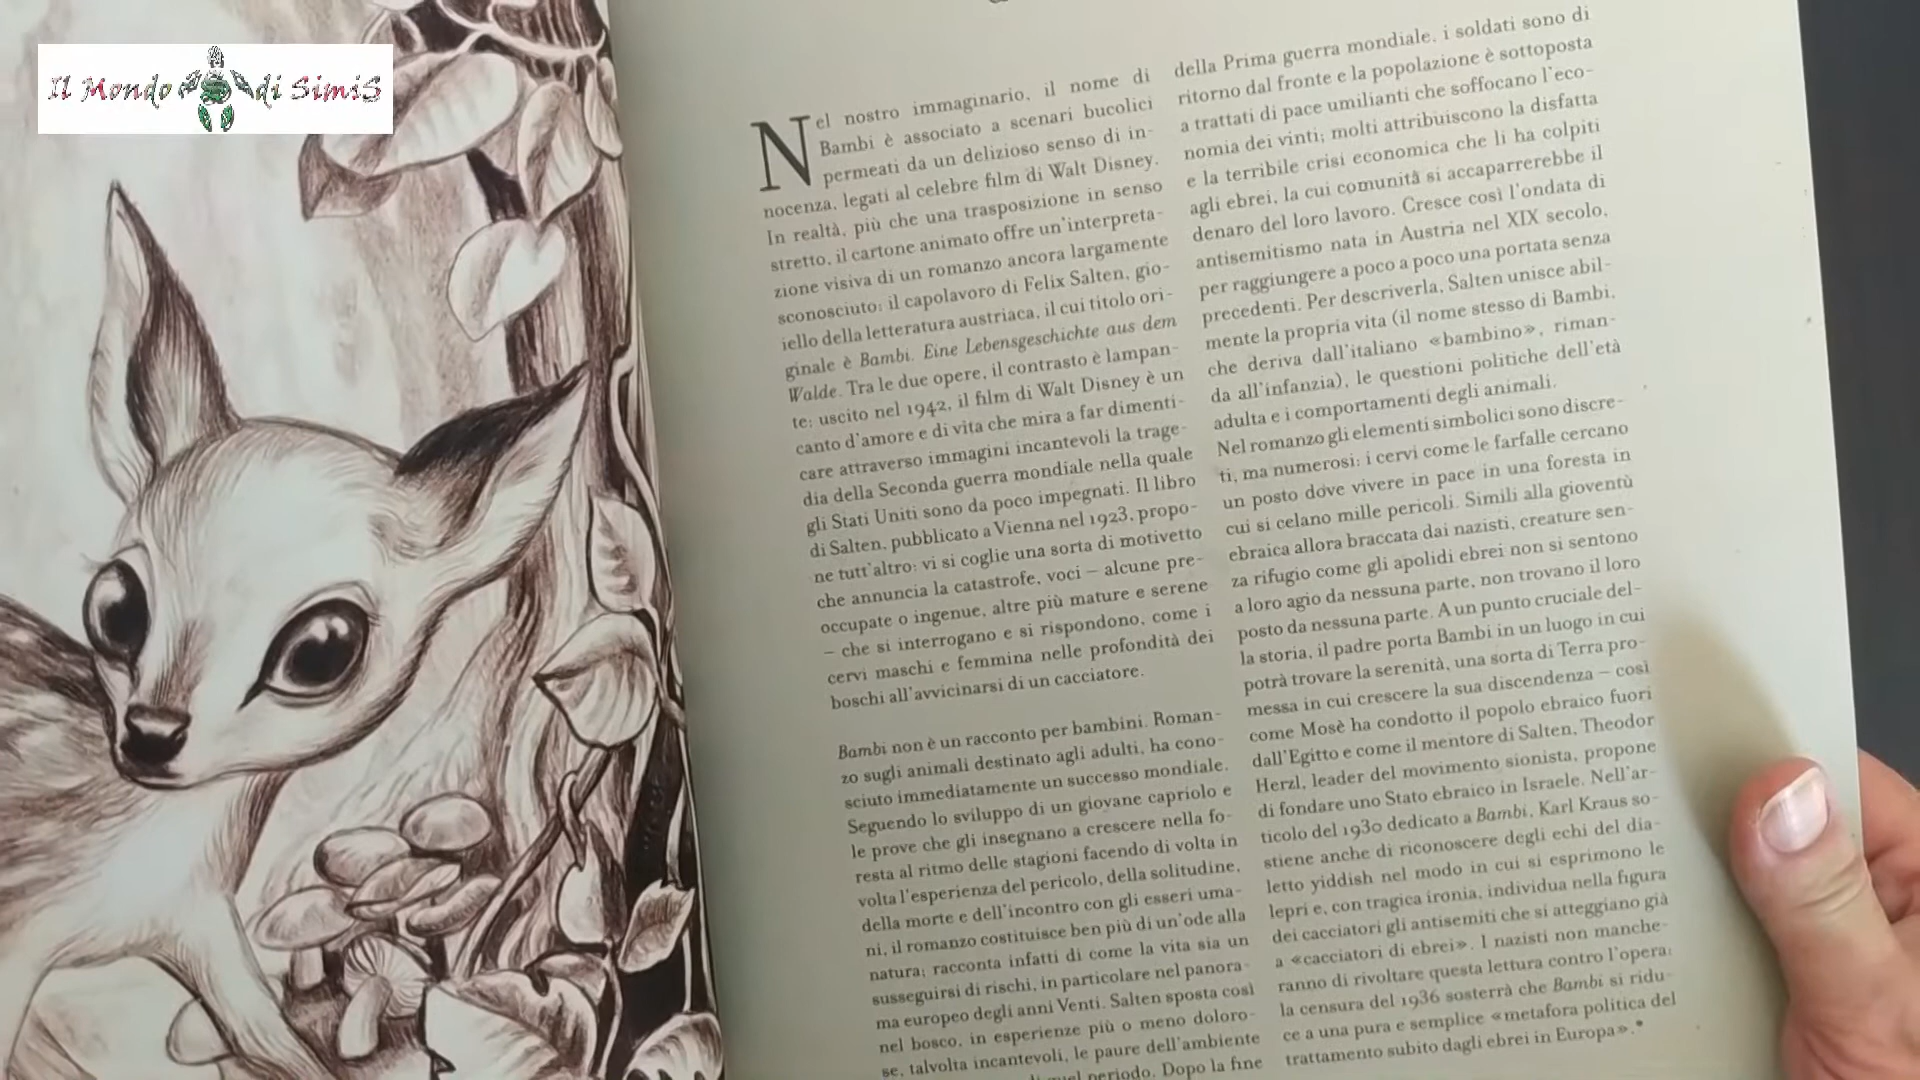 Il Mondo di SimiS
Nel nostro immaginario, il nome di
Bambi è associato a scenari bucolici
permeati da un delizioso senso di in-
nocenza, legati al celebre film di Walt Disney.
In realtà, più che una trasposizione in senso
stretto, il cartone animato offre un'interpreta-
zione visiva di un romanzo ancora largamente
sconosciuto: il capolavoro di Felix Salten, gio-
iello della letteratura austriaca, il cui titolo ori-
ginale è Bambi. Eine Lebensgeschichte aus dem
Walde. Tra le due opere, il contrasto è lampan-
te: uscito nel 1942, il film di Walt Disney è un
canto d'amore e di vita che mira a far dimenti-
care attraverso immagini incantevoli la trage-
dia della Seconda guerra mondiale nella quale
gli Stati Uniti sono da poco impegnati. Il libro
di Salten, pubblicato a Vienna nel 1923, propo-
ne tutt'altro: vi si coglie una sorta di motivetto
che annuncia la catastrofe, voci – alcune pre-
occupate o ingenue, altre più mature e serene
– che si interrogano e si rispondono, come i
cervi maschi e femmina nelle profondità dei
boschi all'avvicinarsi di un cacciatore.
Bambi non è un racconto per bambini. Roman-
zo sugli animali destinato agli adulti, ha cono-
sciuto immediatamente un successo mondiale.
Seguendo lo sviluppo di un giovane capriolo e
le prove che gli insegnano a crescere nella fo-
resta al ritmo delle stagioni facendo di volta in
volta l'esperienza del pericolo, della solitudine,
della morte e dell'incontro con gli esseri uma-
ni, il romanzo costituisce ben più di un'ode alla
natura: racconta infatti di come la vita sia un
susseguirsi di rischi, in particolare nel panora-
ma europeo degli anni Venti. Salten sposta così
nel bosco, in esperienze più o meno doloro-
se, talvolta incantevoli, le paure dell'ambiente
quel periodo. Dopo la fine
della Prima guerra mondiale, i soldati sono di
ritorno dal fronte e la popolazione è sottoposta
a trattati di pace umilianti che soffocano l'eco-
nomia dei vinti; molti attribuiscono la disfatta
e la terribile crisi economica che li ha colpiti
agli ebrei, la cui comunità si accaparrerebbe il
denaro del loro lavoro. Cresce così l'ondata di
antisemitismo nata in Austria nel XIX secolo,
per raggiungere a poco a poco una portata senza
precedenti. Per descriverla, Salten unisce abil-
mente la propria vita (il nome stesso di Bambi,
che deriva dall'italiano «bambino», riman-
da all'infanzia), le questioni politiche dell'età
adulta e i comportamenti degli animali.
Nel romanzo gli elementi simbolici sono discre-
ti, ma numerosi: i cervi come le farfalle cercano
un posto dove vivere in pace in una foresta in
cui si celano mille pericoli. Simili alla gioventù
ebraica allora braccata dai nazisti, creature sen-
za rifugio come gli apolidi ebrei non si sentono
a loro agio da nessuna parte, non trovano il loro
posto da nessuna parte. A un punto cruciale del-
la storia, il padre porta Bambi in un luogo in cui
potrà trovare la serenità, una sorta di Terra pro-
messa in cui crescere la sua discendenza – così
come Mosè ha condotto il popolo ebraico fuori
dall'Egitto e come il mentore di Salten, Theodor
Herzl, leader del movimento sionista, propone
di fondare uno Stato ebraico in Israele. Nell'ar-
ticolo del 1930 dedicato a Bambi, Karl Kraus so-
stiene anche di riconoscere degli echi del dia-
letto yiddish nel modo in cui si esprimono le
lepri e, con tragica ironia, individua nella figura
dei cacciatori gli antisemiti che si atteggiano già
a «cacciatori di ebrei». I nazisti non manche-
ranno di rivoltare questa lettura contro l'opera:
la censura del 1936 sosterrà che Bambi si ridu-
ce a una pura e semplice «metafora politica del
trattamento subito dagli ebrei in Europa».*